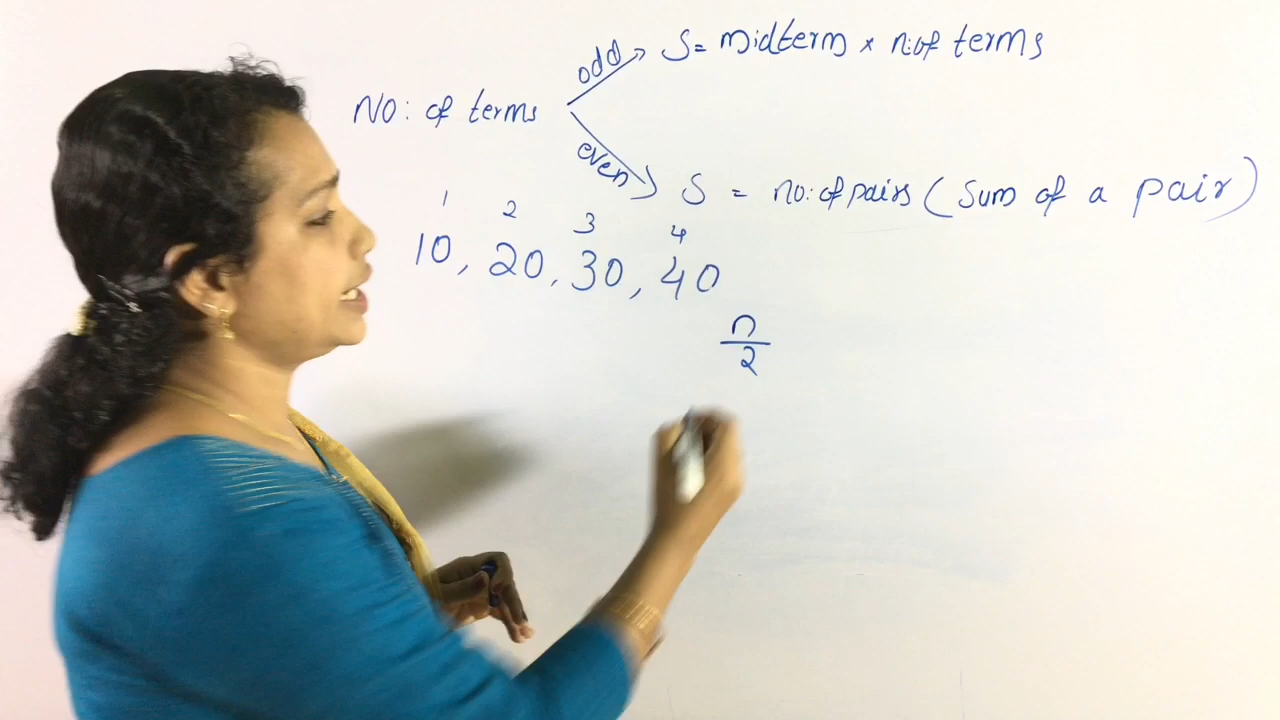 odd S = midterm × n:of terms
NO: of terms
even S = no: of pairs ( Sum of a pair )
1 2 3 4
10, 20, 30, 40
n
2